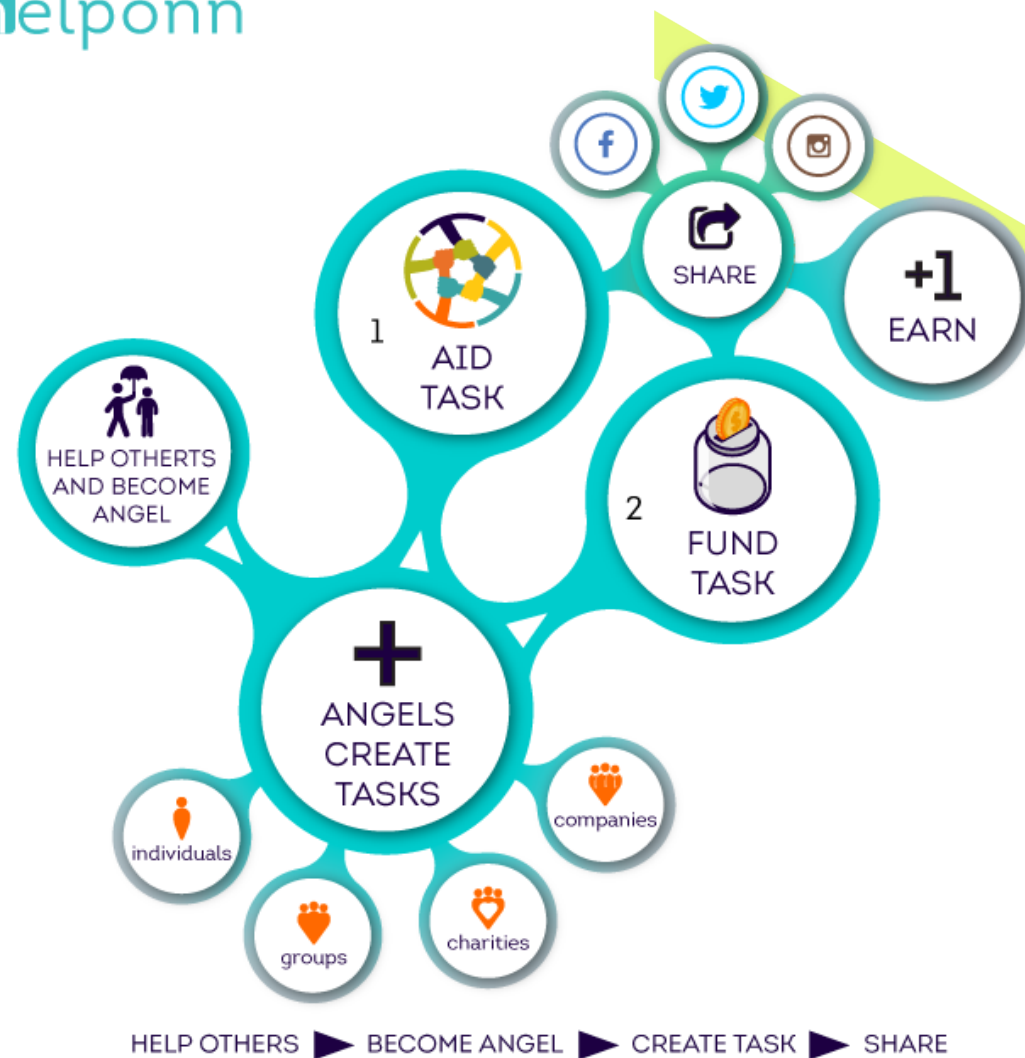 helponn
SHARE
+1
EARN
1
AID
TASK
HELP OTHERTS
AND BECOME
ANGEL
2
FUND
TASK
ANGELS
CREATE
TASKS
individuals
groups
charities
companies
HELP OTHERS BECOME ANGEL CREATE TASK SHARE